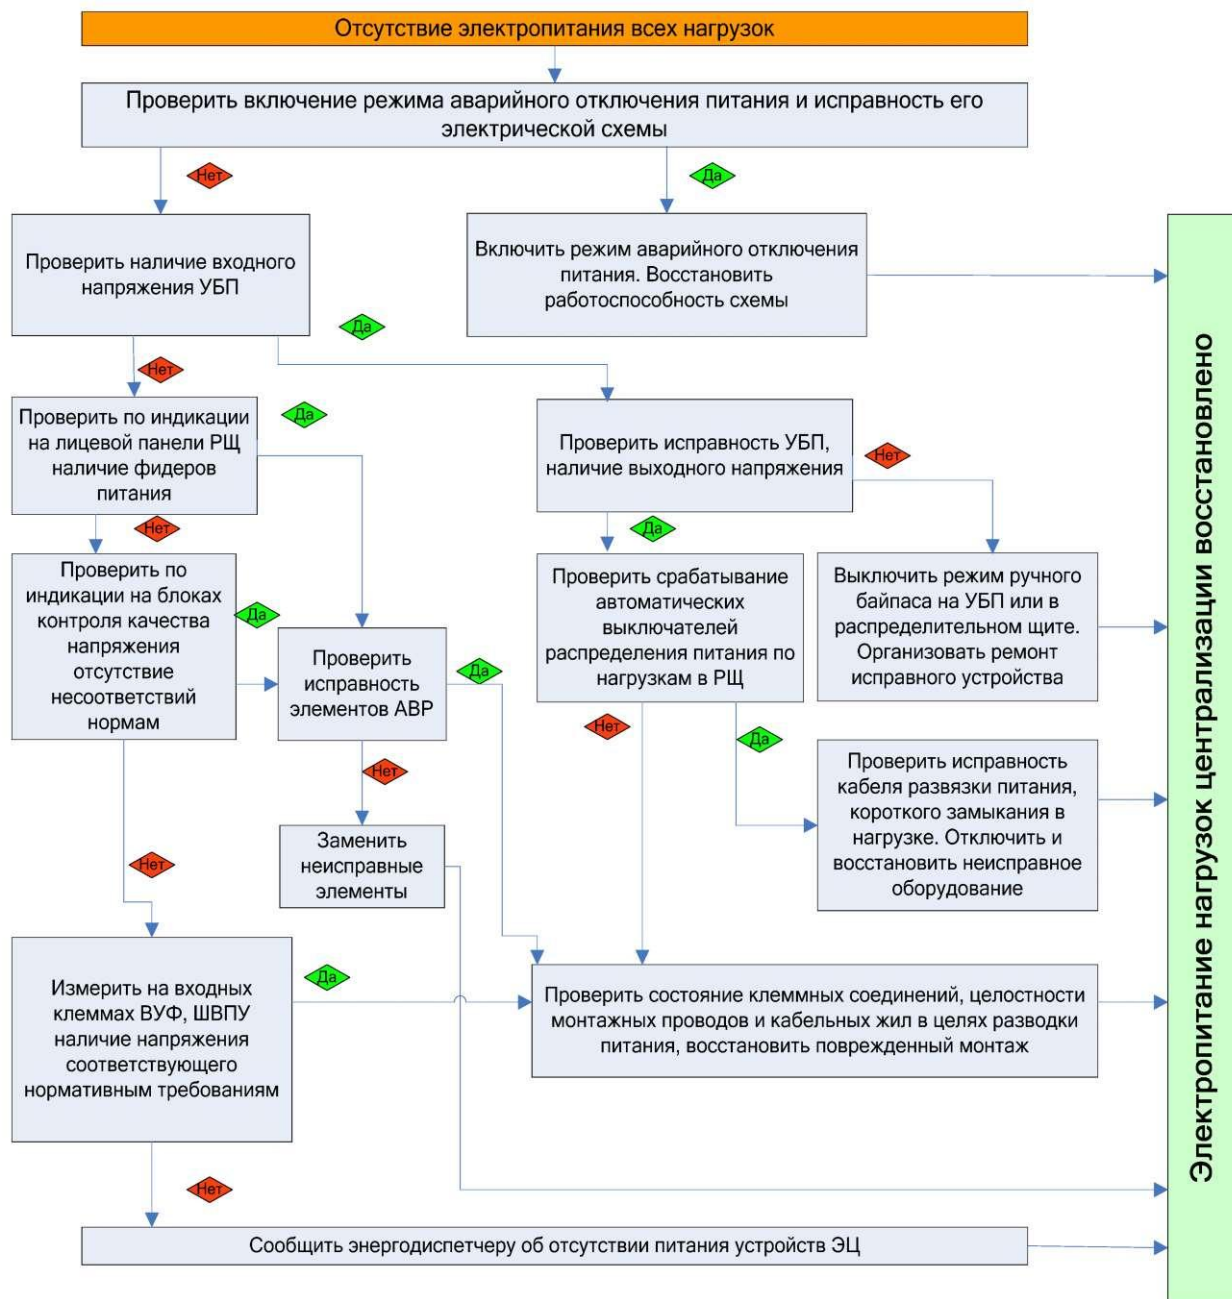 Отсутствие электропитания всех нагрузок
Проверить включение режима аварийного отключения питания и исправность его
электрической схемы
Нет
Да
Проверить наличие входного
напряжения УБП
Включить режим аварийного отключения
питания. Восстановить
работоспособность схемы
Да
Нет
Проверить по индикации
на лицевой панели РЩ
наличие фидеров
питания
Да
Проверить исправность УБП,
наличие выходного напряжения
Нет
Нет
Да
Проверить по
индикации на блоках
контроля качества
напряжения
отсутствие
несоответствий
нормам
Да
Проверить
исправность
элементов АВР
Да
Проверить срабатывание
автоматических
выключателей
распределения питания по
нагрузкам в РЩ
Выключить режим ручного
байпаса на УБП или в
распределительном щите.
Организовать ремонт
исправного устройства
Нет
Да
Нет
Проверить исправность
кабеля развязки питания,
короткого замыкания в
нагрузке. Отключить и
восстановить неисправное
оборудование
Заменить
неисправные
элементы
Нет
Измерить на входных
клеммах ВУФ, ШВПУ
наличие напряжения
соответствующего
нормативным требованиям
Да
Проверить состояние клеммных соединений, целостности
монтажных проводов и кабельных жил в целях разводки
питания, восстановить поврежденный монтаж
Нет
Сообщить энергодиспетчеру об отсутствии питания устройств ЭЦ
Электропитание нагрузок централизации восстановлено